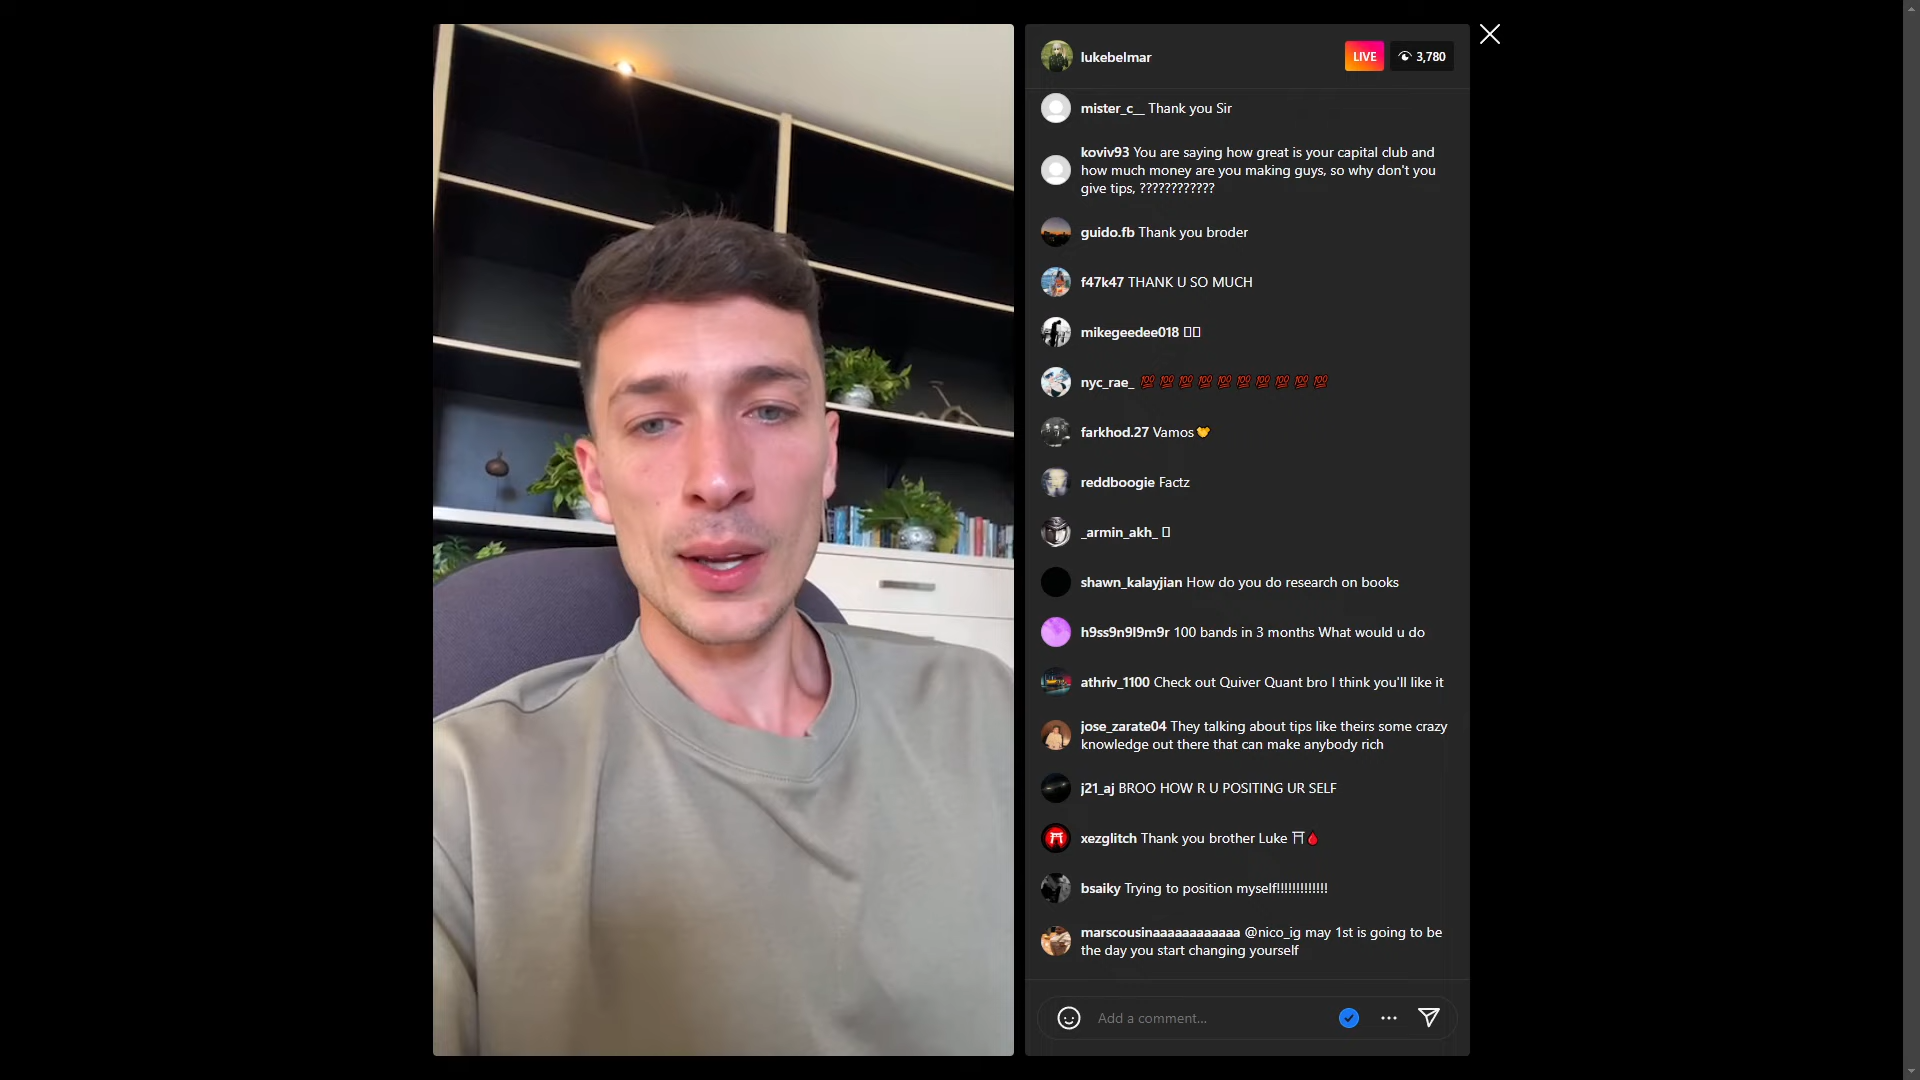 lukebelmar
LIVE
3,780
mister_c__ Thank you Sir
koviv93 You are saying how great is your capital club and
how much money are you making guys, so why don't you
give tips, ????????????
guido.fb Thank you broder
f47k47 THANK U SO MUCH
mikegeedee018
nyc_rae_ 💯💯💯💯💯💯💯💯💯💯
farkhod.27 Vamos
reddboogie Factz
_armin_akh_
shawn_kalayjian How do you do research on books
h9ss9n9l9m9r 100 bands in 3 months What would u do
athriv_1100 Check out Quiver Quant bro I think you'll like it
jose_zarate04 They talking about tips like theirs some crazy
knowledge out there that can make anybody rich
j21_aj BROO HOW R U POSITING UR SELF
xezglitch Thank you brother Luke ⛩🩸
bsaiky Trying to position myself!!!!!!!!!!!!!
marscousinaaaaaaaaaaaa @nico_ig may 1st is going to be
the day you start changing yourself
Add a comment...